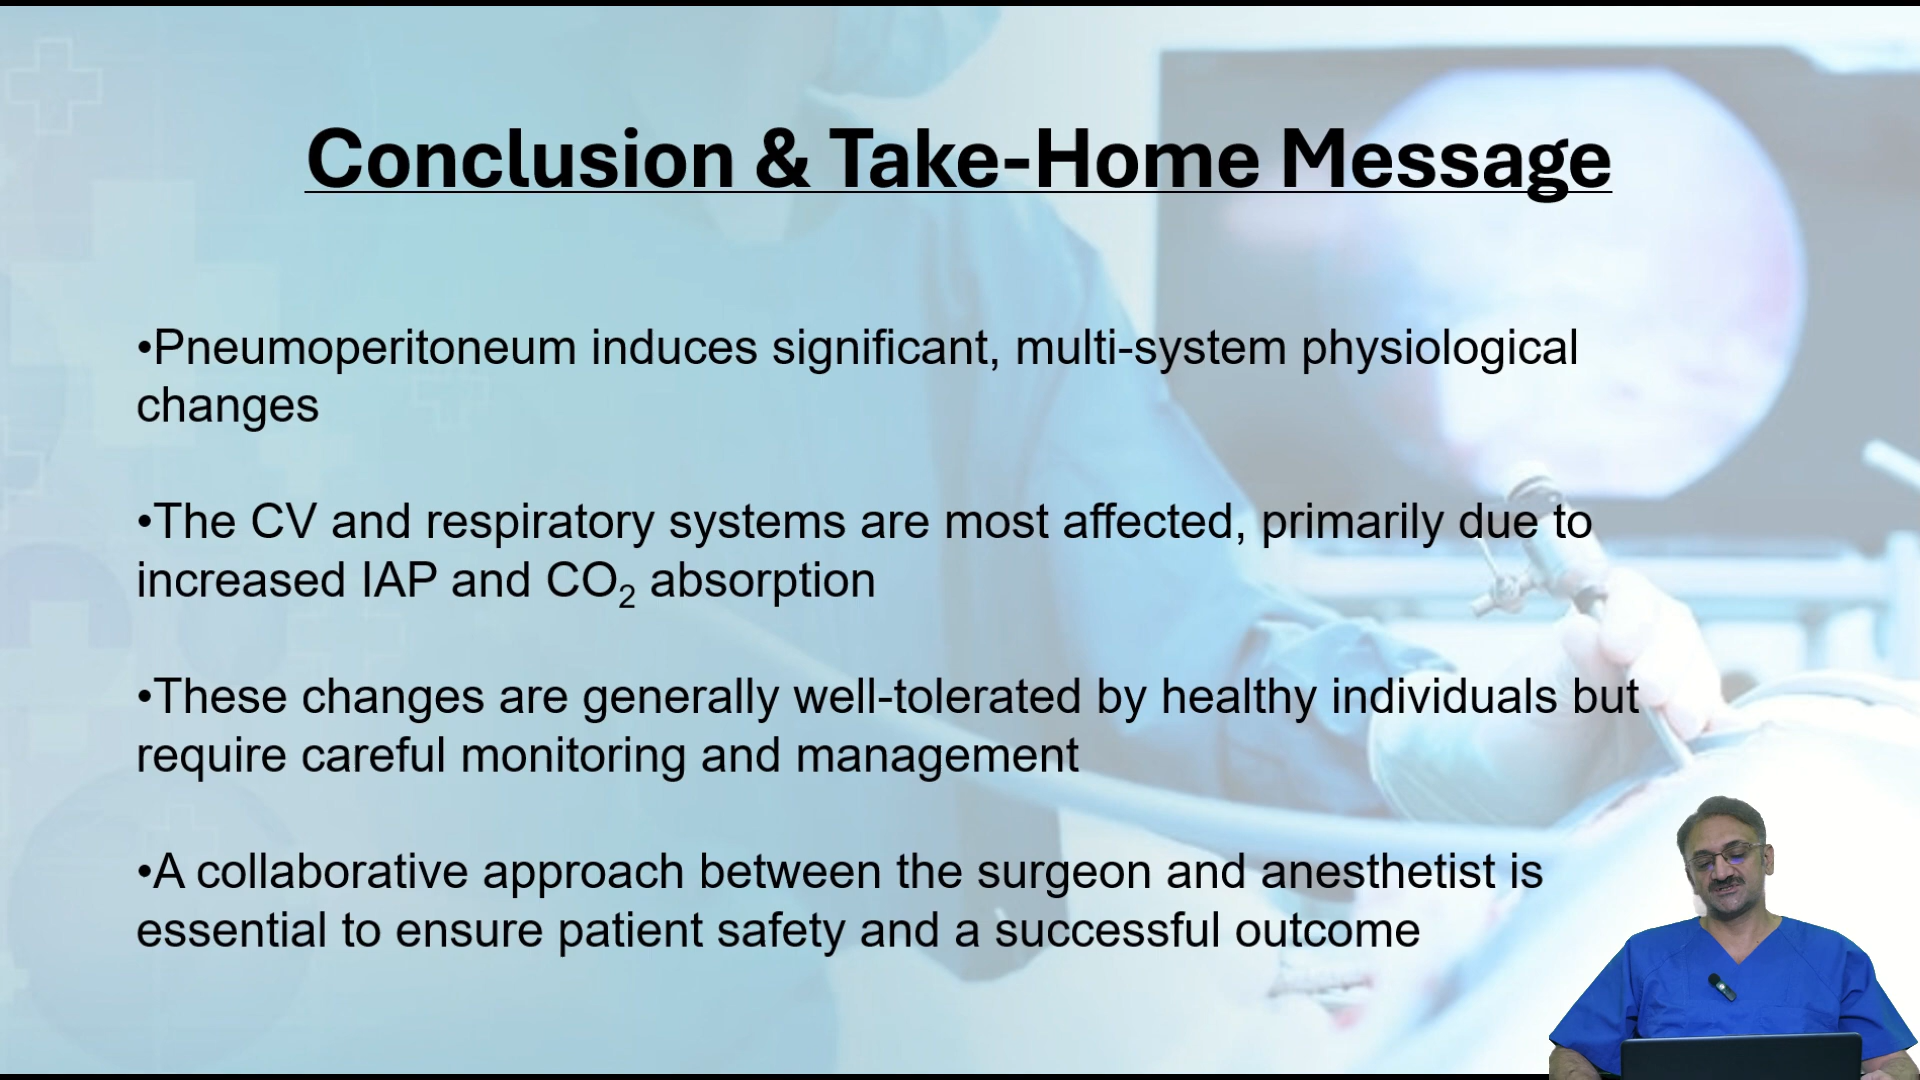 Conclusion & Take-Home Message
•Pneumoperitoneum induces significant, multi-system physiological
changes
•The CV and respiratory systems are most affected, primarily due to
increased IAP and CO₂ absorption
•These changes are generally well-tolerated by healthy individuals but
require careful monitoring and management
•A collaborative approach between the surgeon and anesthetist is
essential to ensure patient safety and a successful outcome